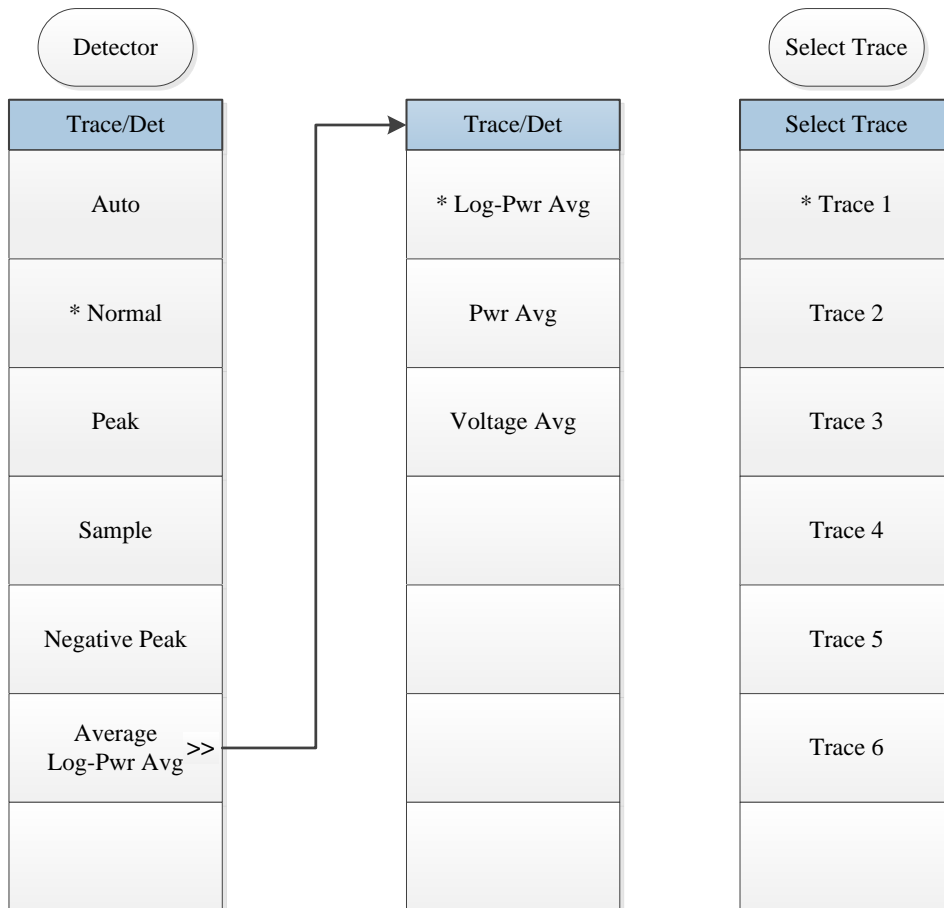 Detector
Trace/Det
Auto
* Normal
Peak
Sample
Negative Peak
Average
Log-Pwr Avg >>
Trace/Det
* Log-Pwr Avg
Pwr Avg
Voltage Avg
Select Trace
Select Trace
* Trace 1
Trace 2
Trace 3
Trace 4
Trace 5
Trace 6